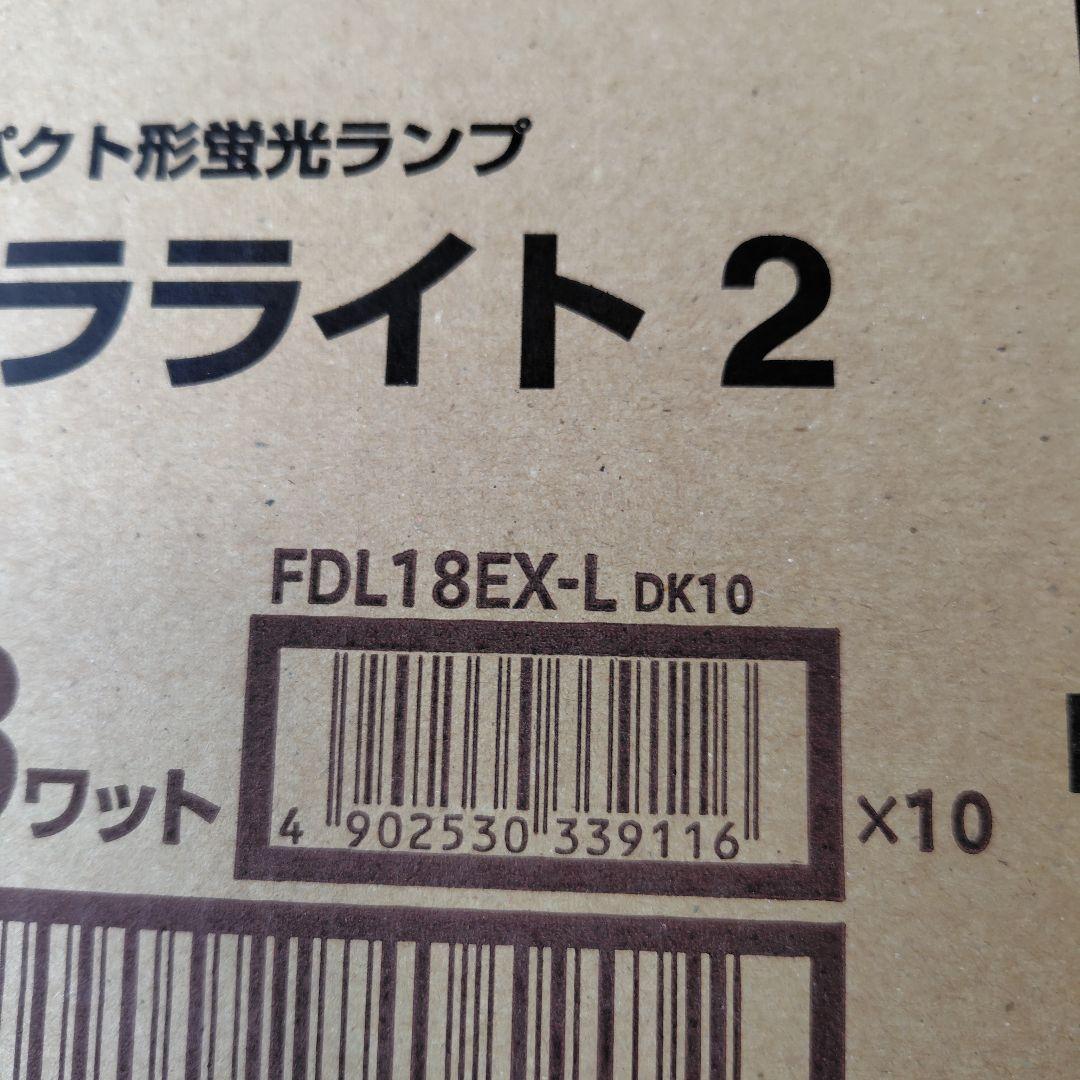 パクト形蛍光ランプ
ラライト 2
FDL18EX-L DK10
ワット
4 902530 339116
×10